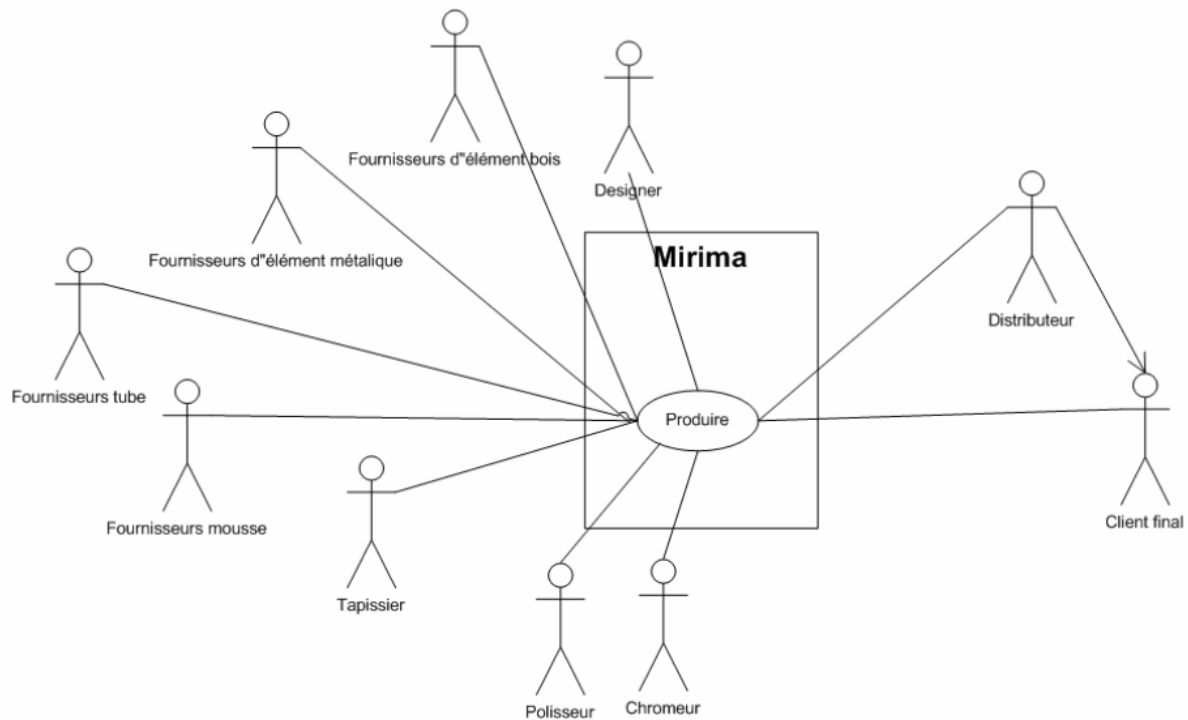 Fournisseurs d"élément bois
Designer
Mirima
Fournisseurs d"élément métalique
Distributeur
Fournisseurs tube
Produire
Fournisseurs mousse
Client final
Tapissier
Polisseur
Chromeur